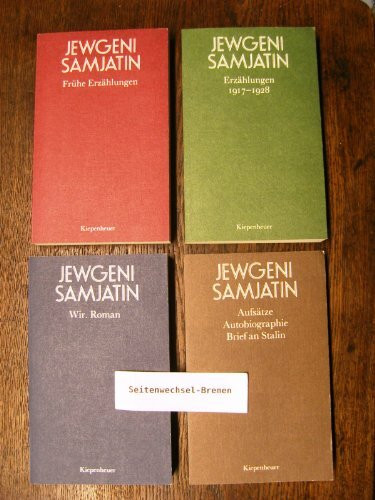 JEWGENI
SAMJATIN
Frühe Erzählungen
Kiepenheuer
JEWGENI
SAMJATIN
Erzählungen
1917–1928
Kiepenheuer
JEWGENI
SAMJATIN
Wir. Roman
Kiepenheuer
JEWGENI
SAMJATIN
Aufsätze
Autobiographie
Brief an Stalin
Kiepenheuer
Seitenwechsel-Bremen